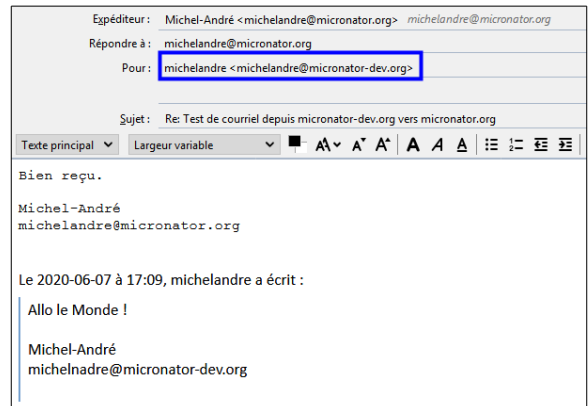 Expéditeur : Michel-André <michelandre@micronator.org> michelandre@micronator.org
Répondre à : michelandre@micronator.org
Pour : michelandre <michelandre@micronator-dev.org>
Sujet : Re: Test de courriel depuis micronator-dev.org vers micronator.org
Texte principal Largeur variable
Bien reçu.
Michel-André
michelandre@micronator.org
Le 2020-06-07 à 17:09, michelandre a écrit :
Allo le Monde !
Michel-André
michelnadre@micronator-dev.org